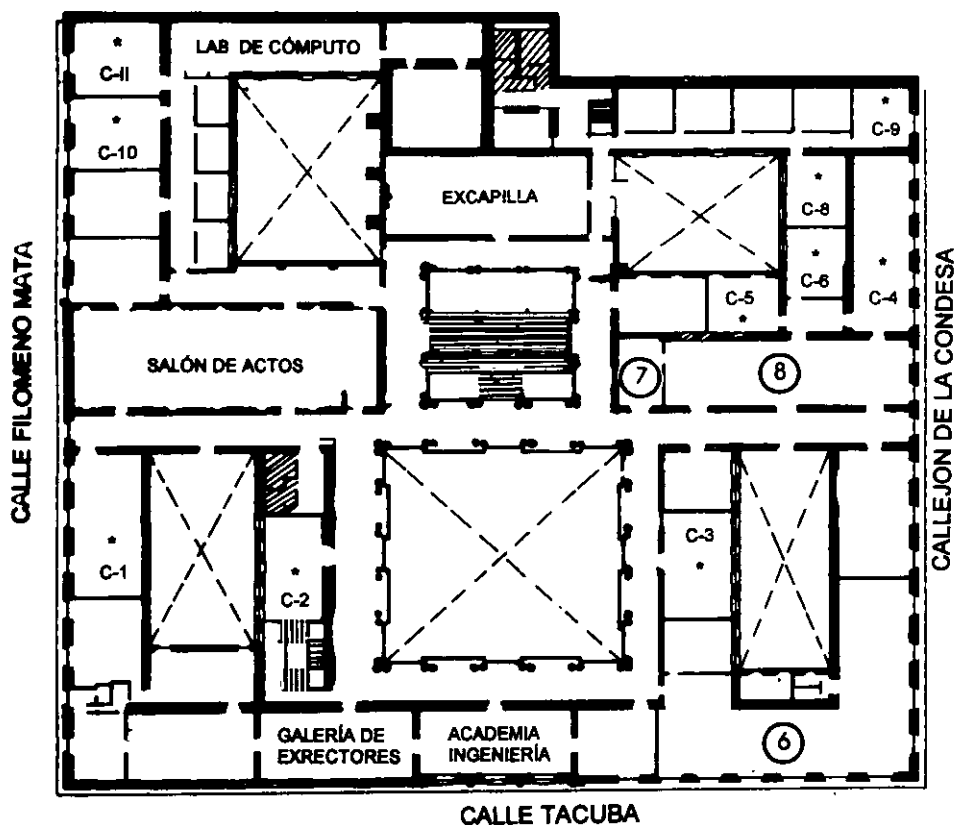 LAB DE CÓMPUTO
*
C-II
*
C-10
*
C-9
EXCAPILLA
*
C-8
*
C-6
*
C-4
C-5
*
CALLE FILOMENO MATA
SALÓN DE ACTOS
7
8
CALLEJON DE LA CONDESA
*
C-1
*
C-2
C-3
*
GALERÍA DE
EXRECTORES
ACADEMIA
INGENIERÍA
6
CALLE TACUBA